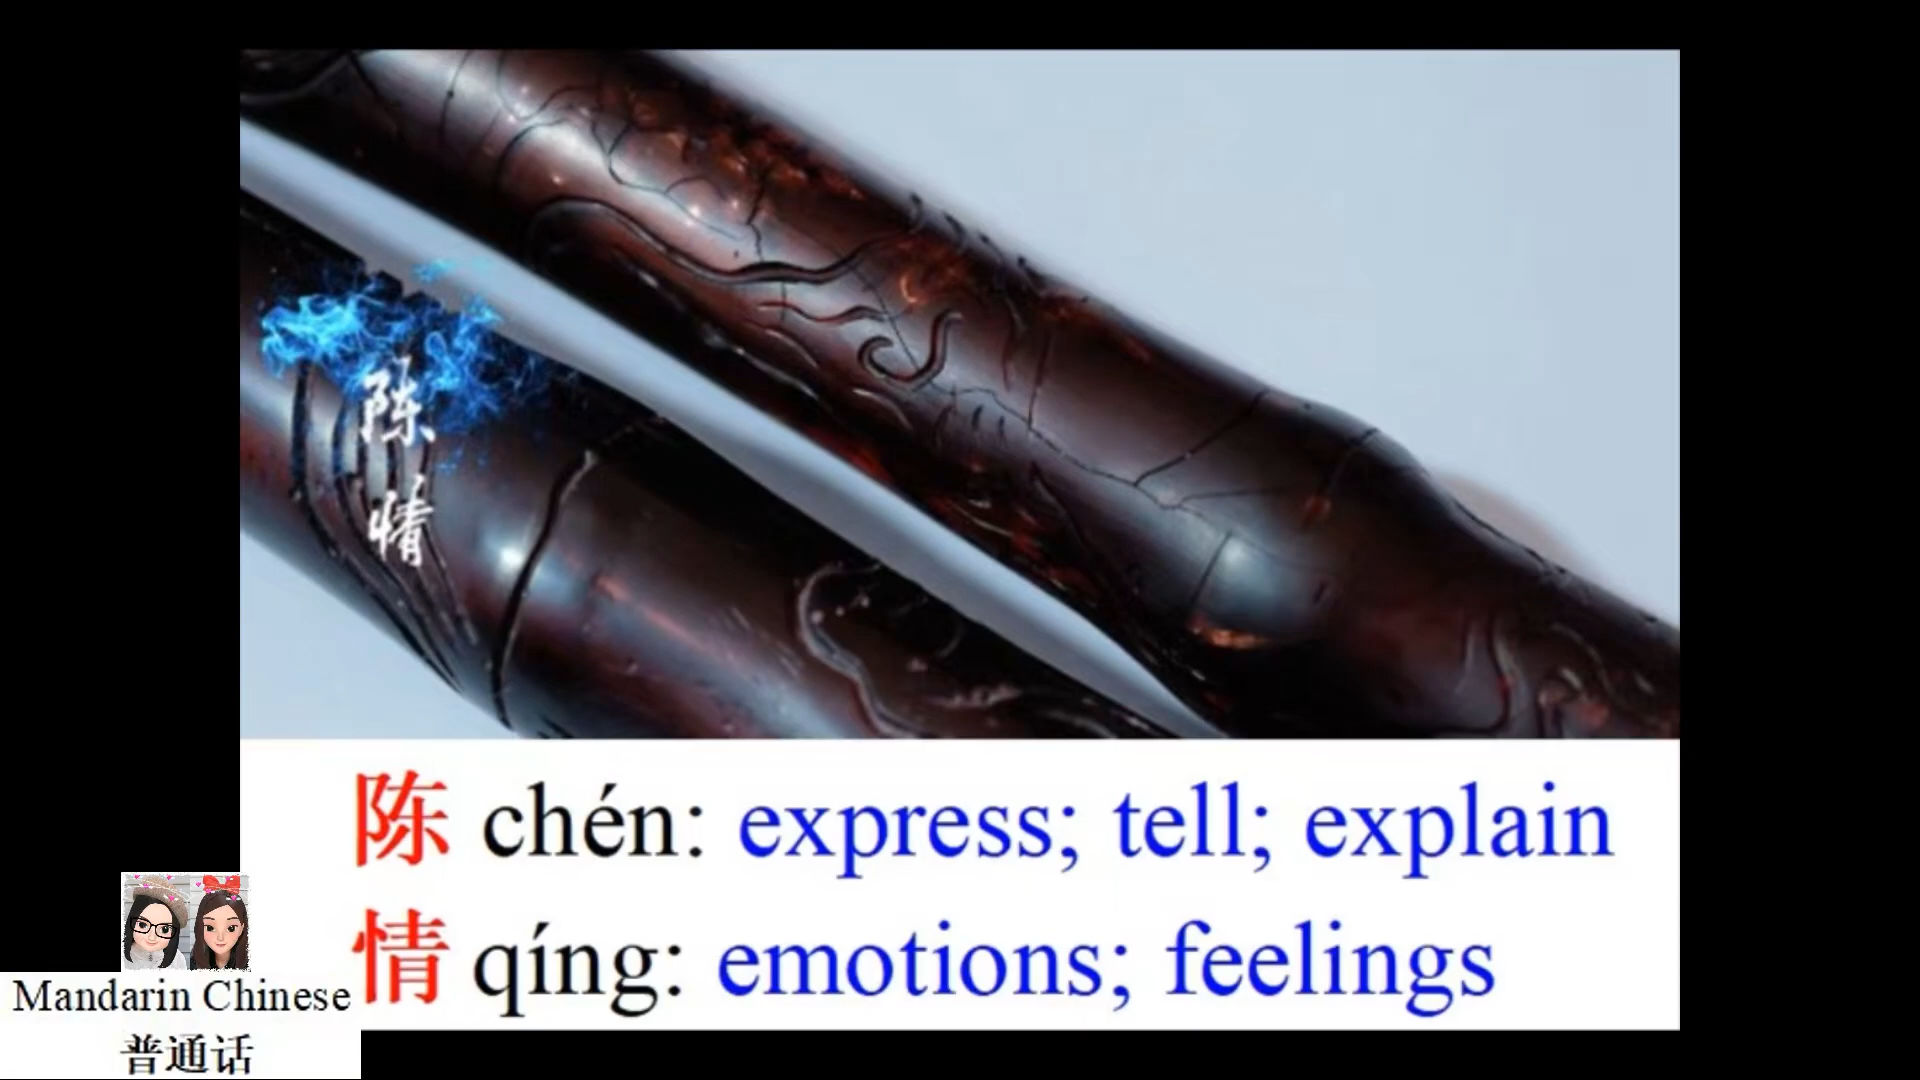 陈
情
陈 chén: express; tell; explain
情 qíng: emotions; feelings
Mandarin Chinese
普通话